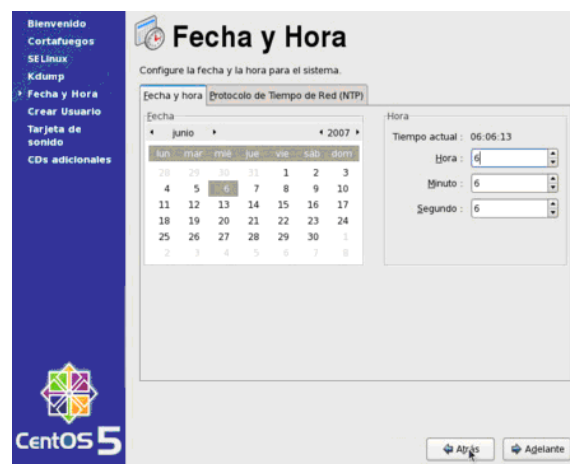 Bienvenido
Cortafuegos
SELinux
Kdump
Fecha y Hora
Crear Usuario
Tarjeta de
sonido
CDs adicionales
CentOS 5
Fecha y Hora
Configure la fecha y la hora para el sistema.
Fecha y hora Protocolo de Tiempo de Red (NTP)
Fecha
junio 2007
lun mar mié jue vie sáb dom
28 29 30 31 1 2 3
4 5 6 7 8 9 10
11 12 13 14 15 16 17
18 19 20 21 22 23 24
25 26 27 28 29 30 1
2 3 4 5 6 7 8
Hora
Tiempo actual : 06:06:13
Hora : 6
Minuto : 6
Segundo : 6
Atrás Adelante